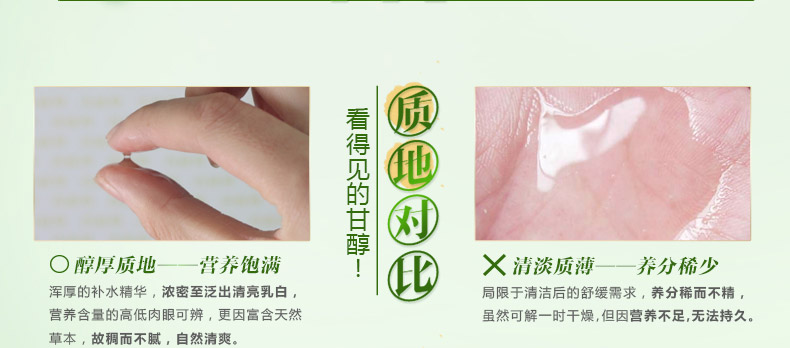 质地对比
看得见的甘醇！
○ 醇厚质地——营养饱满
浑厚的补水精华，浓密至泛出清亮乳白，
营养含量的高低肉眼可辨，更因富含天然
草本，故稠而不腻，自然清爽。
× 清淡质薄——养分稀少
局限于清洁后的舒缓需求，养分稀而不精，
虽然可解一时干燥，但因营养不足，无法持久。